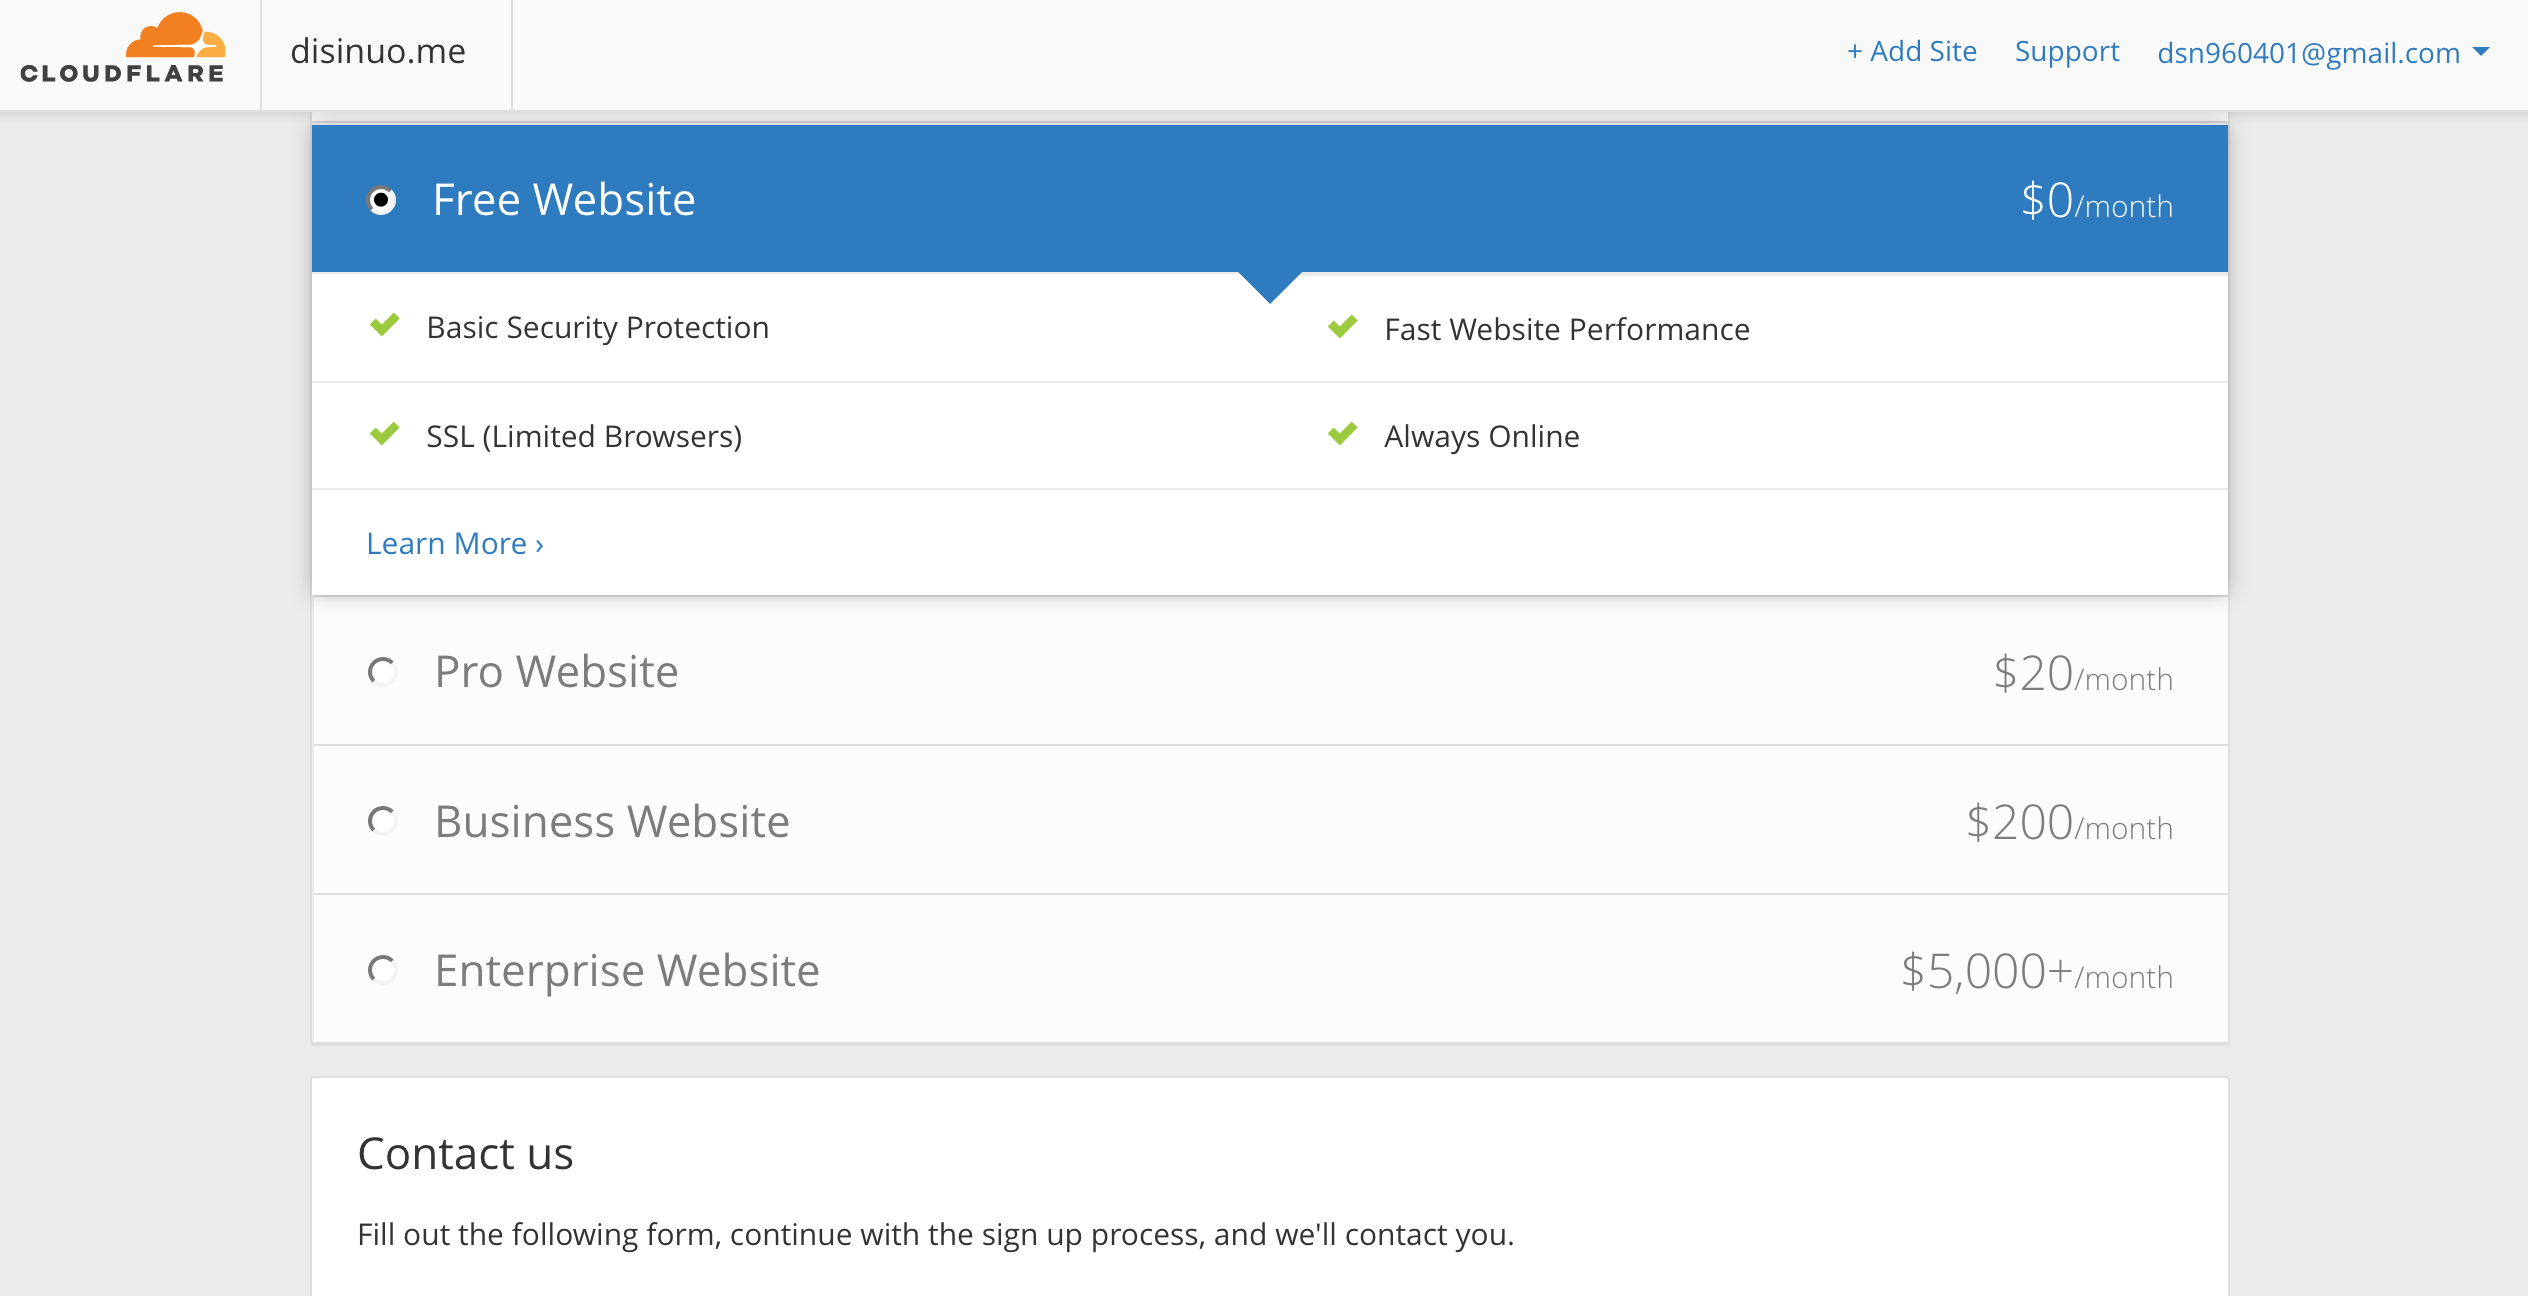 CLOUDFLARE
disinuo.me
+ Add Site
Support
dsn960401@gmail.com
Free Website
$0/month
Basic Security Protection
Fast Website Performance
SSL (Limited Browsers)
Always Online
Learn More ›
Pro Website
$20/month
Business Website
$200/month
Enterprise Website
$5,000+/month
Contact us
Fill out the following form, continue with the sign up process, and we'll contact you.